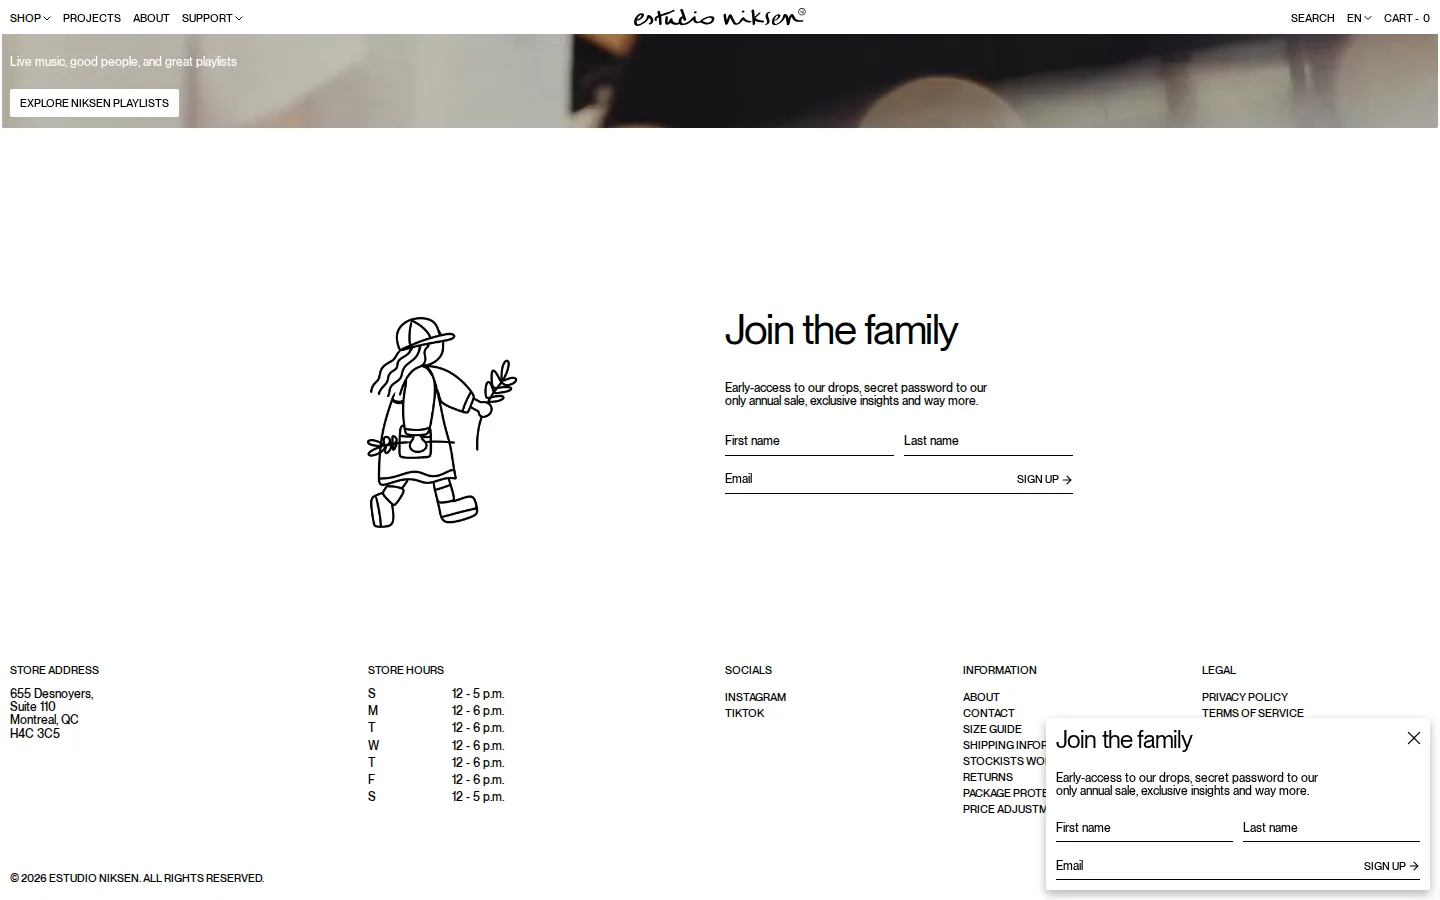 SHOP
PROJECTS
ABOUT
SUPPORT
estudio niksen
SEARCH
EN
CART - 0
Live music, good people, and great playlists
EXPLORE NIKSEN PLAYLISTS
Join the family
Early-access to our drops, secret password to our
only annual sale, exclusive insights and way more.
First name
Last name
Email
SIGN UP →
STORE ADDRESS
655 Desnoyers,
Suite 110
Montreal, QC
H4C 3C5
STORE HOURS
S 12 - 5 p.m.
M 12 - 6 p.m.
T 12 - 6 p.m.
W 12 - 6 p.m.
T 12 - 6 p.m.
F 12 - 6 p.m.
S 12 - 5 p.m.
SOCIALS
INSTAGRAM
TIKTOK
INFORMATION
ABOUT
CONTACT
SIZE GUIDE
SHIPPING
STOCKISTS
RETURNS
PACKAGE
PRICE
LEGAL
PRIVACY POLICY
TERMS OF SERVICE
Join the family
Early-access to our drops, secret password to our
only annual sale, exclusive insights and way more.
First name
Last name
Email
SIGN UP →
© 2026 ESTUDIO NIKSEN. ALL RIGHTS RESERVED.